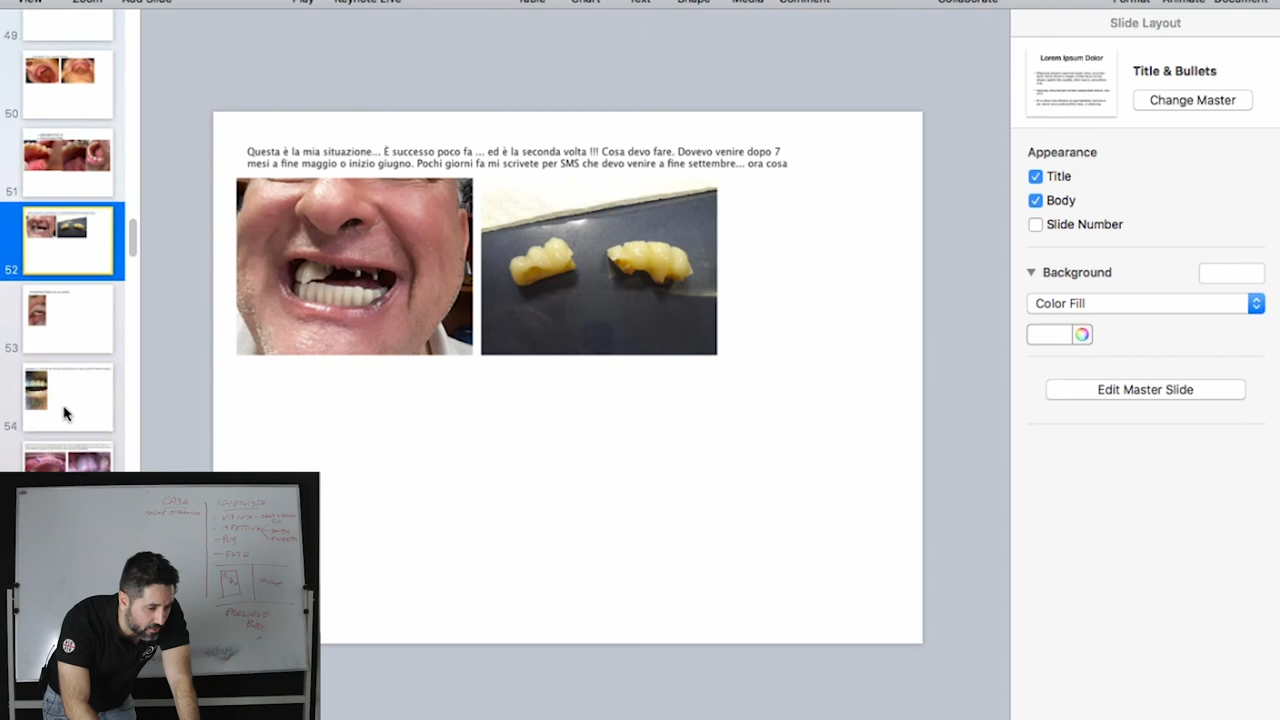 View
Zoom
Add Slide
Play
Keynote Live
Table
Chart
Text
Shape
Media
Comment
Collaborate
Format
Animate
Document
Slide Layout
Lorem Ipsum Dolor
Title & Bullets
Change Master
Appearance
Title
Body
Slide Number
Background
Color Fill
Edit Master Slide
49
50
51
52
53
54
Questa è la mia situazione... È successo poco fa ... ed è la seconda volta !!! Cosa devo fare. Dovevo venire dopo 7
mesi a fine maggio o inizio giugno. Pochi giorni fa mi scrivete per SMS che devo venire a fine settembre... ora cosa
CASA
FOTO